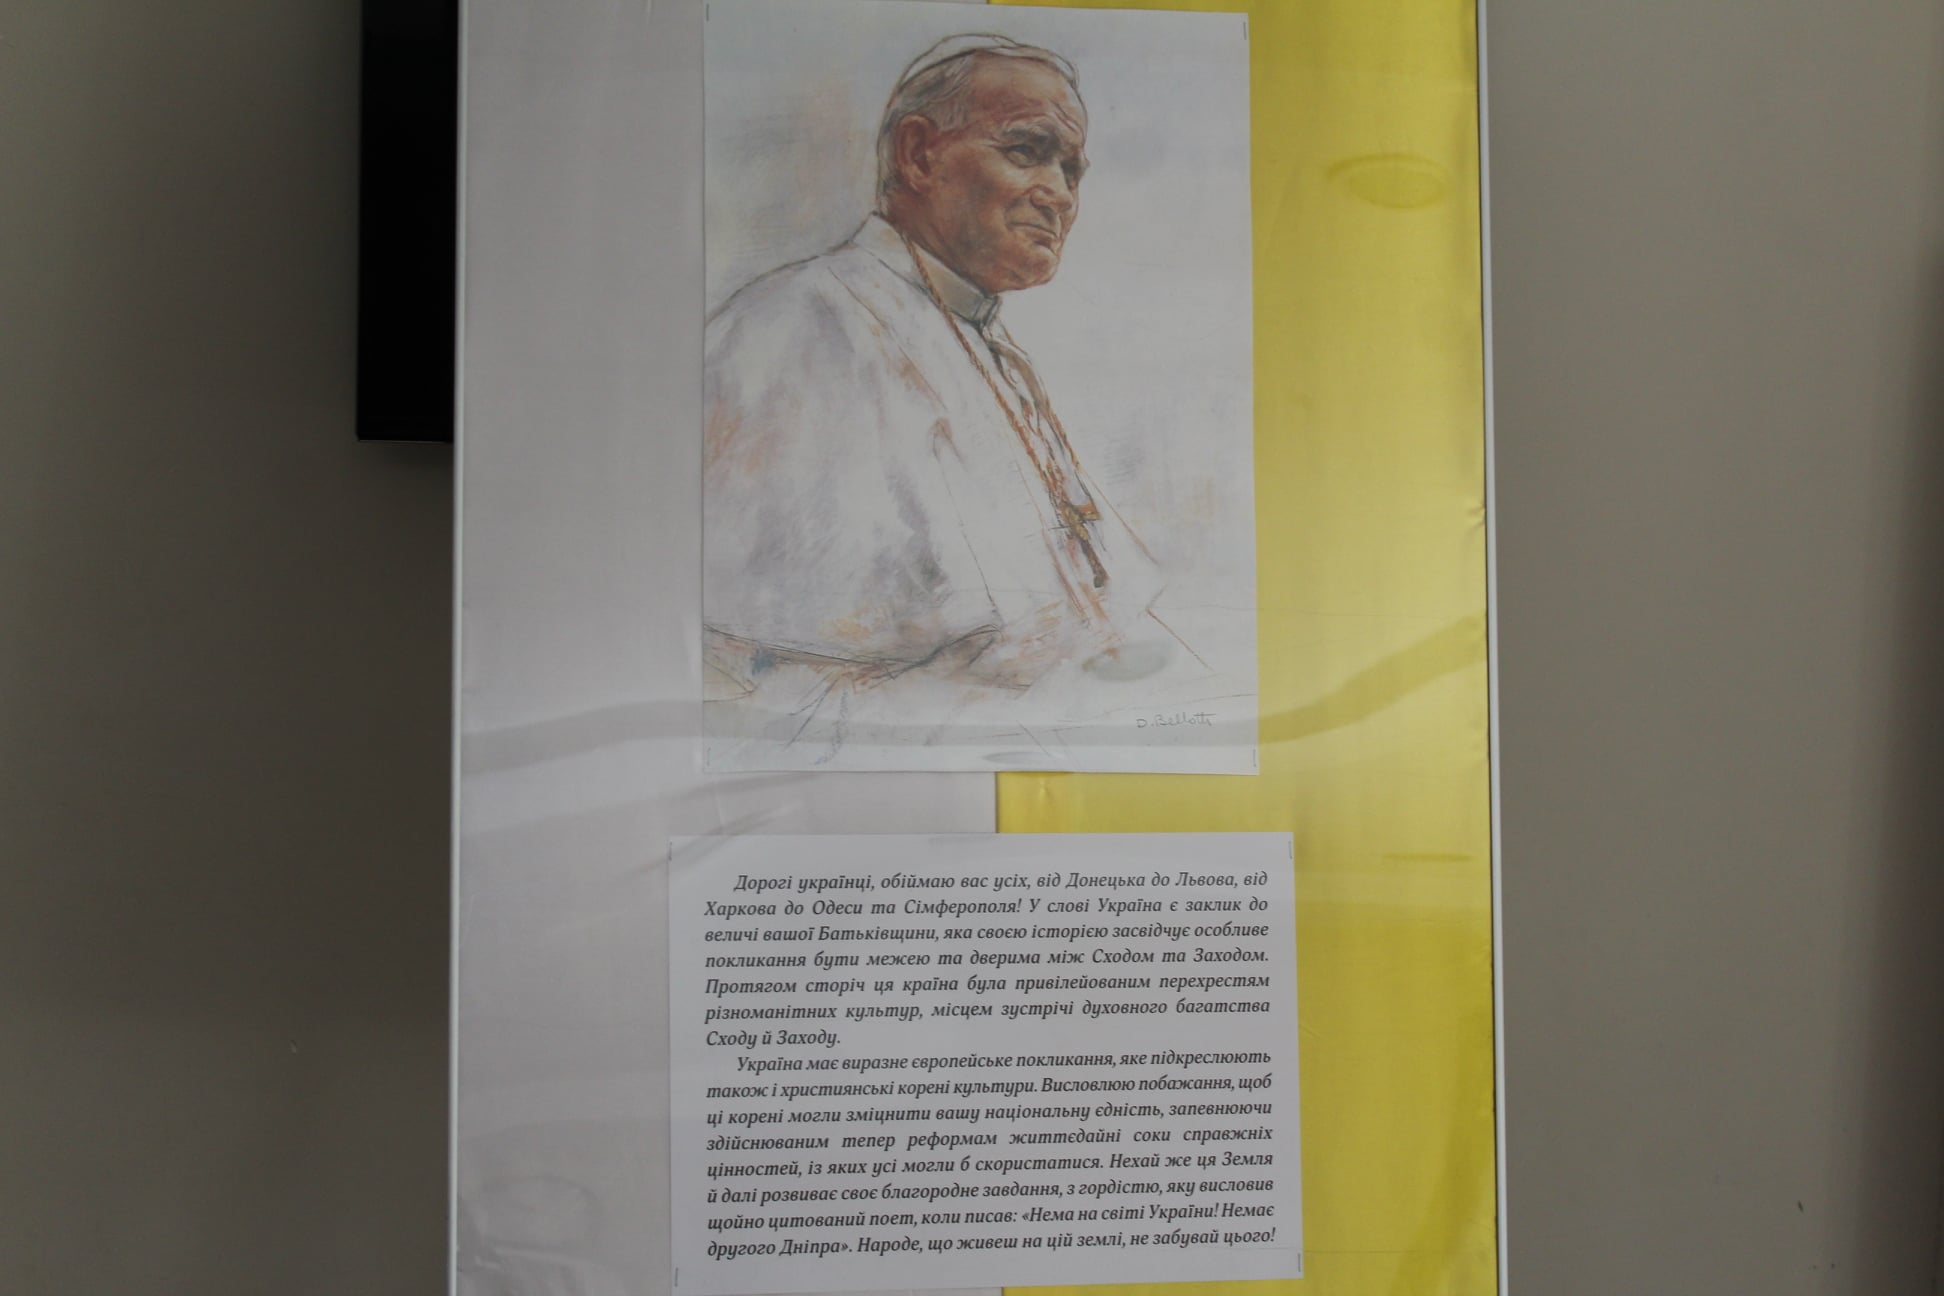 D. Bellotti
Дорогі українці, обіймаю вас усіх, від Донецька до Львова, від
Харкова до Одеси та Сімферополя! У слові Україна є заклик до
величі вашої Батьківщини, яка своєю історією засвідчує особливе
покликання бути межею та дверима між Сходом та Заходом.
Протягом сторіч ця країна була привілейованим перехрестям
різноманітних культур, місцем зустрічі духовного багатства
Сходу й Заходу.
Україна має виразне європейське покликання, яке підкреслюють
також і християнські корені культури. Висловлюю побажання, щоб
ці корені могли зміцнити вашу національну єдність, запевнюючи
здійснюваним тепер реформам життєдайні соки справжніх
цінностей, із яких усі могли б скористатися. Нехай же ця Земля
й далі розвиває своє благородне завдання, з гордістю, яку висловив
щойно цитований поет, коли писав: «Нема на світі України! Немає
другого Дніпра». Народе, що живеш на цій землі, не забувай цього!